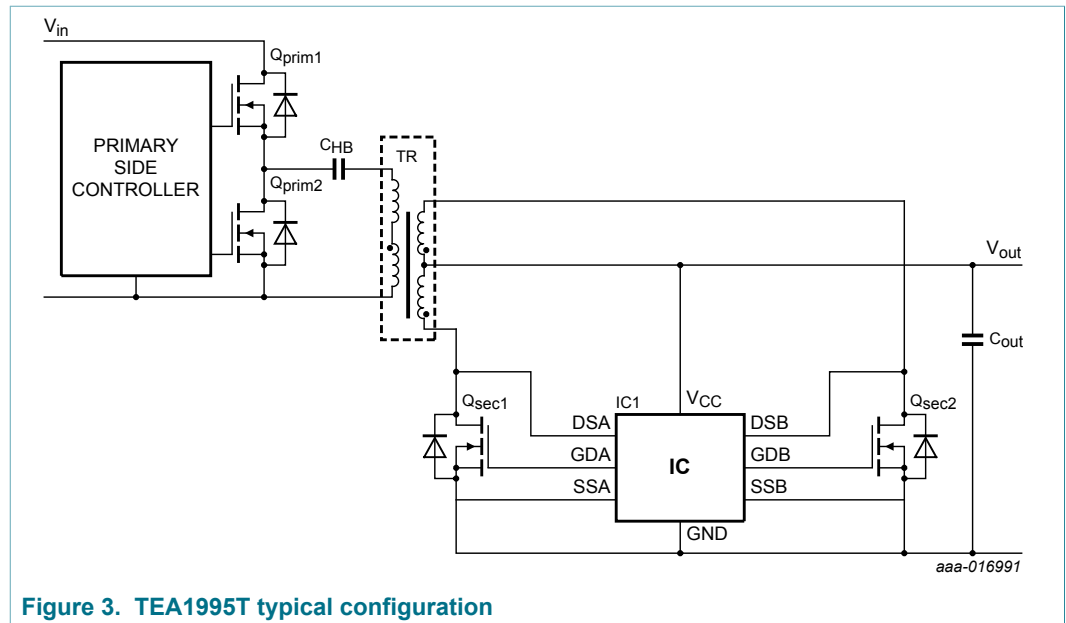 Vin
Qprim1
PRIMARY
SIDE
CONTROLLER
CHB
TR
Qprim2
Vout
Cout
Qsec1
IC1
VCC
Qsec2
DSA
DSB
GDA
IC
GDB
SSA
SSB
GND
aaa-016991
Figure 3. TEA1995T typical configuration